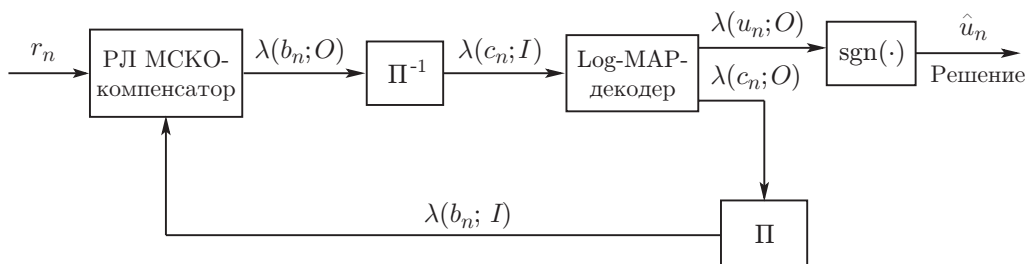 r_n
РЛ МСКО-
компенсатор
λ(b_n;O)
Π^-1
λ(c_n;I)
Log-MAP-
декодер
λ(u_n;O)
λ(c_n;O)
sgn(·)
û_n
Решение
λ(b_n; I)
Π